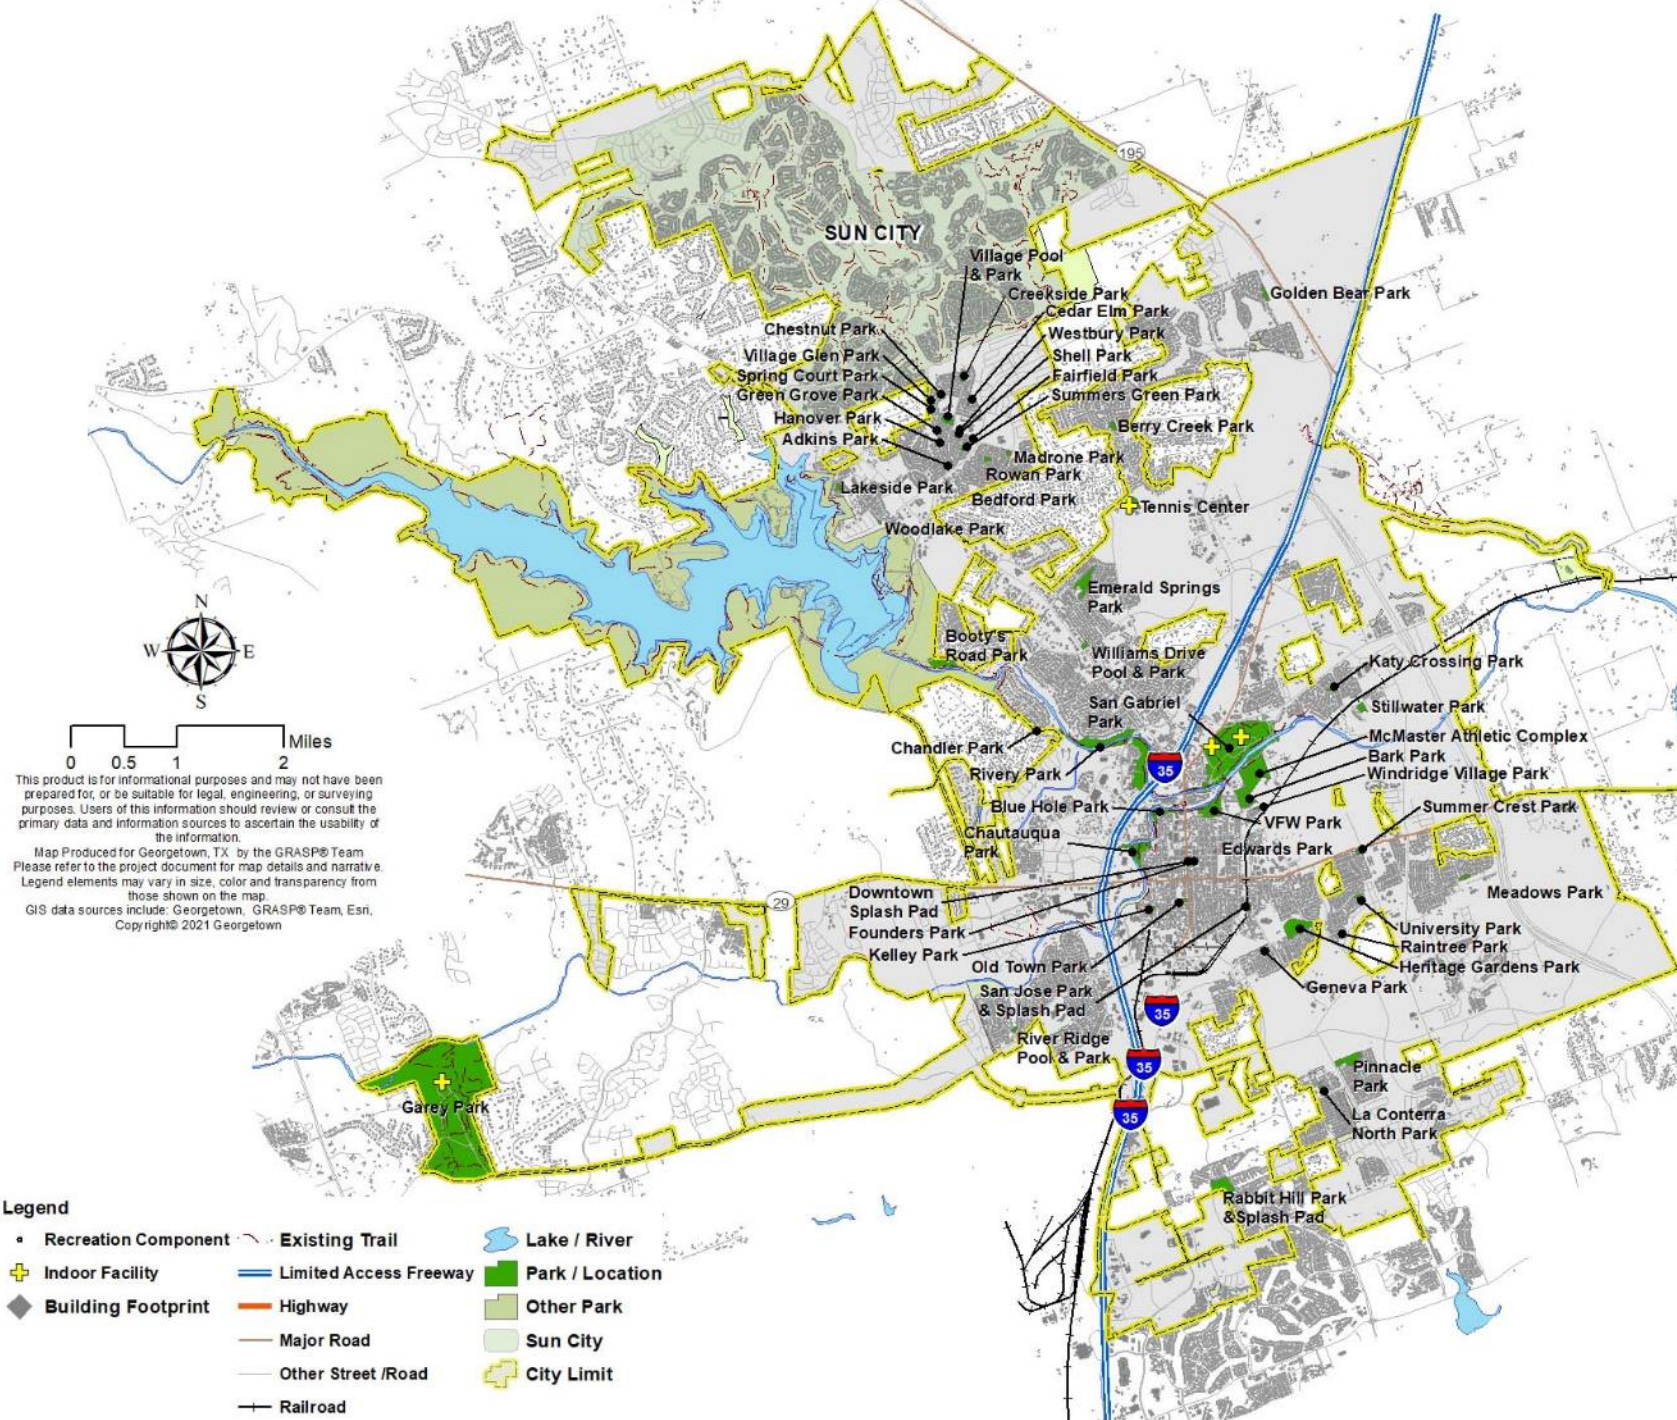 195
SUN CITY
Village Pool
& Park
Creekside Park
Golden Bear Park
Cedar Elm Park
Chestnut Park
Westbury Park
Village Glen Park
Shell Park
Spring Court Park
Fairfield Park
Green Grove Park
Summers Green Park
Hanover Park
Berry Creek Park
Adkins Park
Madrone Park
Rowan Park
Lakeside Park
Bedford Park
Tennis Center
Woodlake Park
Emerald Springs
Park
Booty's
Road Park
Williams Drive
Pool & Park
Katy Crossing Park
San Gabriel
Park
Stillwater Park
McMaster Athletic Complex
Chandler Park
Bark Park
Rivery Park
35
Windridge Village Park
Blue Hole Park
Summer Crest Park
VFW Park
Chautauqua
Park
Edwards Park
29
Downtown
Splash Pad
Meadows Park
Founders Park
University Park
Kelley Park
Raintree Park
Old Town Park
Heritage Gardens Park
San Jose Park
& Splash Pad
Geneva Park
35
River Ridge
Pool & Park
35
Pinnacle
Park
35
Garey Park
La Conterra
North Park
Rabbit Hill Park
&Splash Pad
N
W
E
S
0 0.5 1 2 Miles
This product is for informational purposes and may not have been
prepared for, or be suitable for legal, engineering, or surveying
purposes. Users of this information should review or consult the
primary data and information sources to ascertain the usability of
the information.
Map Produced for Georgetown, TX by the GRASP® Team
Please refer to the project document for map details and narrative.
Legend elements may vary in size, color and transparency from
those shown on the map.
GIS data sources include: Georgetown, GRASP® Team, Esri,
Copyright© 2021 Georgetown
Legend
Recreation Component
Indoor Facility
Building Footprint
Existing Trail
Limited Access Freeway
Highway
Major Road
Other Street /Road
Railroad
Lake / River
Park / Location
Other Park
Sun City
City Limit